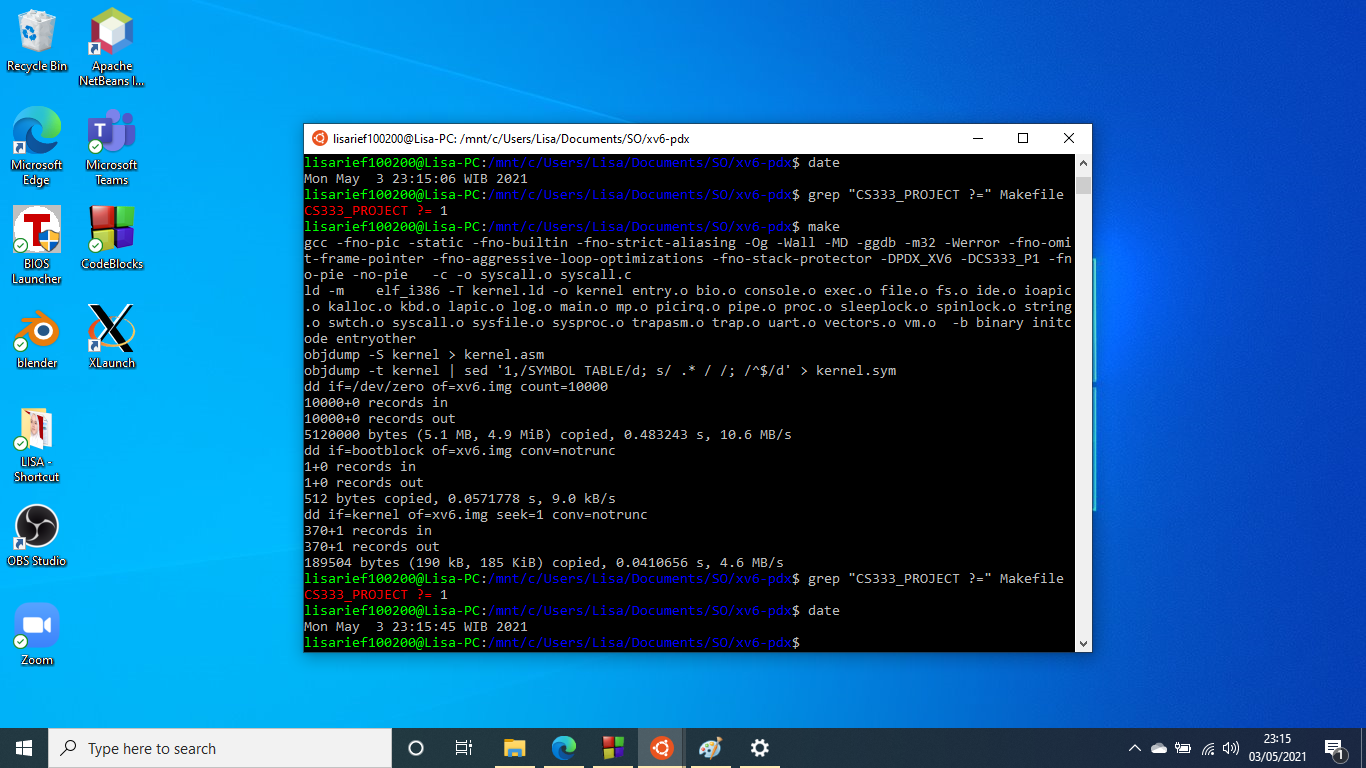 Recycle Bin
Apache
NetBeans I...
Microsoft
Edge
Microsoft
Teams
BIOS
Launcher
CodeBlocks
blender
XLaunch
LISA -
Shortcut
OBS Studio
Zoom
lisarief100200@Lisa-PC: /mnt/c/Users/Lisa/Documents/SO/xv6-pdx
lisarief100200@Lisa-PC:/mnt/c/Users/Lisa/Documents/SO/xv6-pdx$ date
Mon May  3 23:15:06 WIB 2021
lisarief100200@Lisa-PC:/mnt/c/Users/Lisa/Documents/SO/xv6-pdx$ grep "CS333_PROJECT ?=" Makefile
CS333_PROJECT ?= 1
lisarief100200@Lisa-PC:/mnt/c/Users/Lisa/Documents/SO/xv6-pdx$ make
gcc -fno-pic -static -fno-builtin -fno-strict-aliasing -Og -Wall -MD -ggdb -m32 -Werror -fno-omi
t-frame-pointer -fno-aggressive-loop-optimizations -fno-stack-protector -DPDX_XV6 -DCS333_P1 -fn
o-pie -no-pie   -c -o syscall.o syscall.c
ld -m    elf_i386 -T kernel.ld -o kernel entry.o bio.o console.o exec.o file.o fs.o ide.o ioapic
.o kalloc.o kbd.o lapic.o log.o main.o mp.o picirq.o pipe.o proc.o sleeplock.o spinlock.o string
.o swtch.o syscall.o sysfile.o sysproc.o trapasm.o trap.o uart.o vectors.o vm.o  -b binary initc
ode entryother
objdump -S kernel > kernel.asm
objdump -t kernel | sed '1,/SYMBOL TABLE/d; s/ .* / /; /^$/d' > kernel.sym
dd if=/dev/zero of=xv6.img count=10000
10000+0 records in
10000+0 records out
5120000 bytes (5.1 MB, 4.9 MiB) copied, 0.483243 s, 10.6 MB/s
dd if=bootblock of=xv6.img conv=notrunc
1+0 records in
1+0 records out
512 bytes copied, 0.0571778 s, 9.0 kB/s
dd if=kernel of=xv6.img seek=1 conv=notrunc
370+1 records in
370+1 records out
189504 bytes (190 kB, 185 KiB) copied, 0.0410656 s, 4.6 MB/s
lisarief100200@Lisa-PC:/mnt/c/Users/Lisa/Documents/SO/xv6-pdx$ grep "CS333_PROJECT ?=" Makefile
CS333_PROJECT ?= 1
lisarief100200@Lisa-PC:/mnt/c/Users/Lisa/Documents/SO/xv6-pdx$ date
Mon May  3 23:15:45 WIB 2021
lisarief100200@Lisa-PC:/mnt/c/Users/Lisa/Documents/SO/xv6-pdx$
Type here to search
23:15
03/05/2021
1